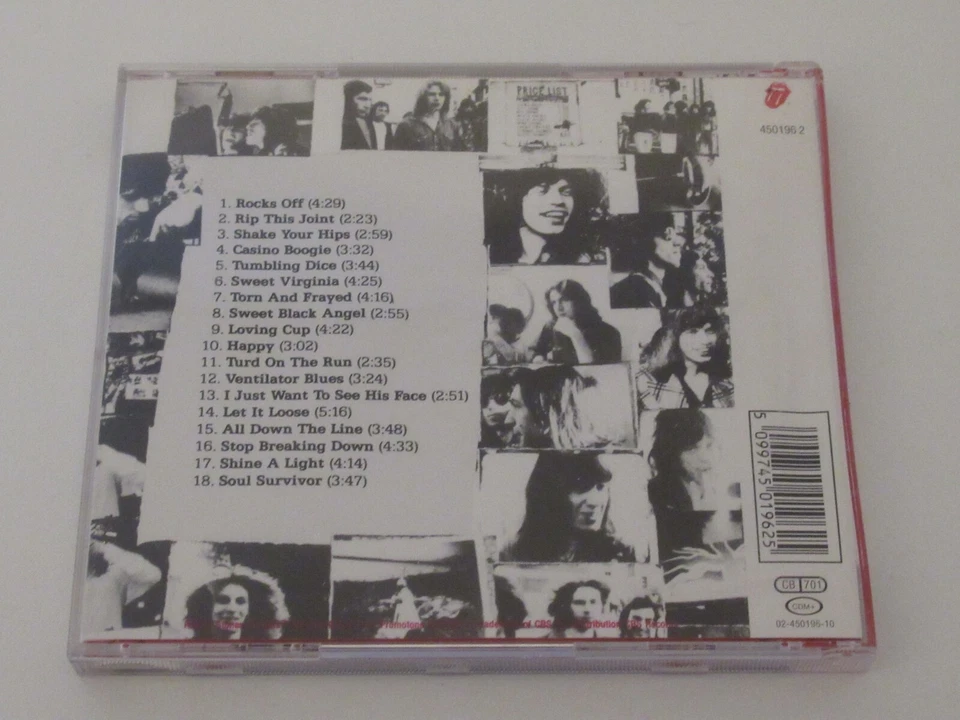 PRICE LIST
450196 2
1. Rocks Off (4:29)
2. Rip This Joint (2:23)
3. Shake Your Hips (2:59)
4. Casino Boogie (3:32)
5. Tumbling Dice (3:44)
6. Sweet Virginia (4:25)
7. Torn And Frayed (4:16)
8. Sweet Black Angel (2:55)
9. Loving Cup (4:22)
10. Happy (3:02)
11. Turd On The Run (2:35)
12. Ventilator Blues (3:24)
13. I Just Want To See His Face (2:51)
14. Let It Loose (5:16)
15. All Down The Line (3:48)
16. Stop Breaking Down (4:33)
17. Shine A Light (4:14)
18. Soul Survivor (3:47)
5 099745 019625
CB 701
COM+
02-450196-10
CBS